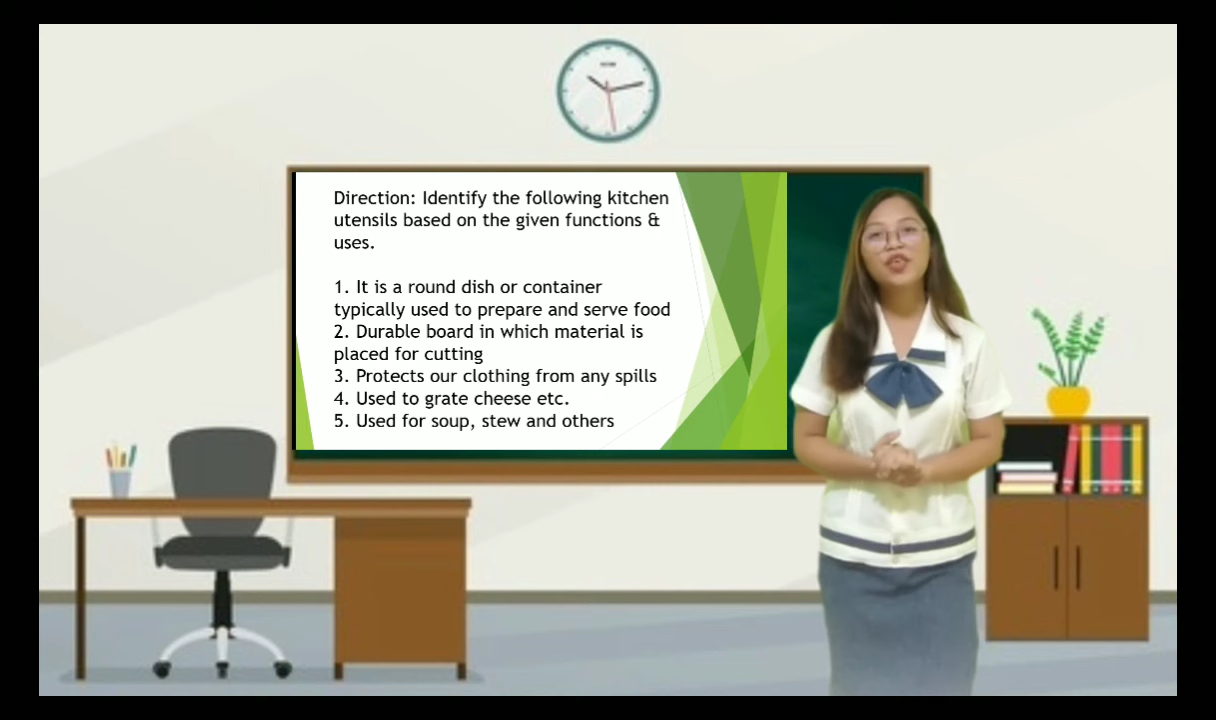 Direction: Identify the following kitchen
utensils based on the given functions &
uses.
1. It is a round dish or container
typically used to prepare and serve food
2. Durable board in which material is
placed for cutting
3. Protects our clothing from any spills
4. Used to grate cheese etc.
5. Used for soup, stew and others